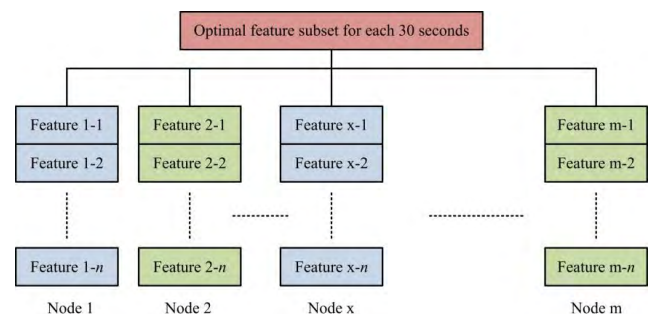 Optimal feature subset for each 30 seconds
Feature 1-1 Feature 2-1 Feature x-1 Feature m-1
Feature 1-2 Feature 2-2 Feature x-2 Feature m-2
Feature 1-n Feature 2-n Feature x-n Feature m-n
Node 1 Node 2 Node x Node m